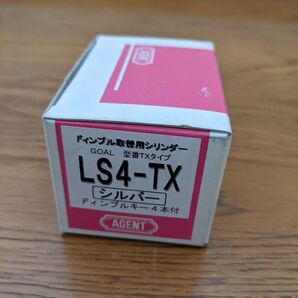 ディンプル取替用シリンダー
GOAL 型番TXタイプ
LS4-TX
シルバー
ディンプルキー4本付
AGENT